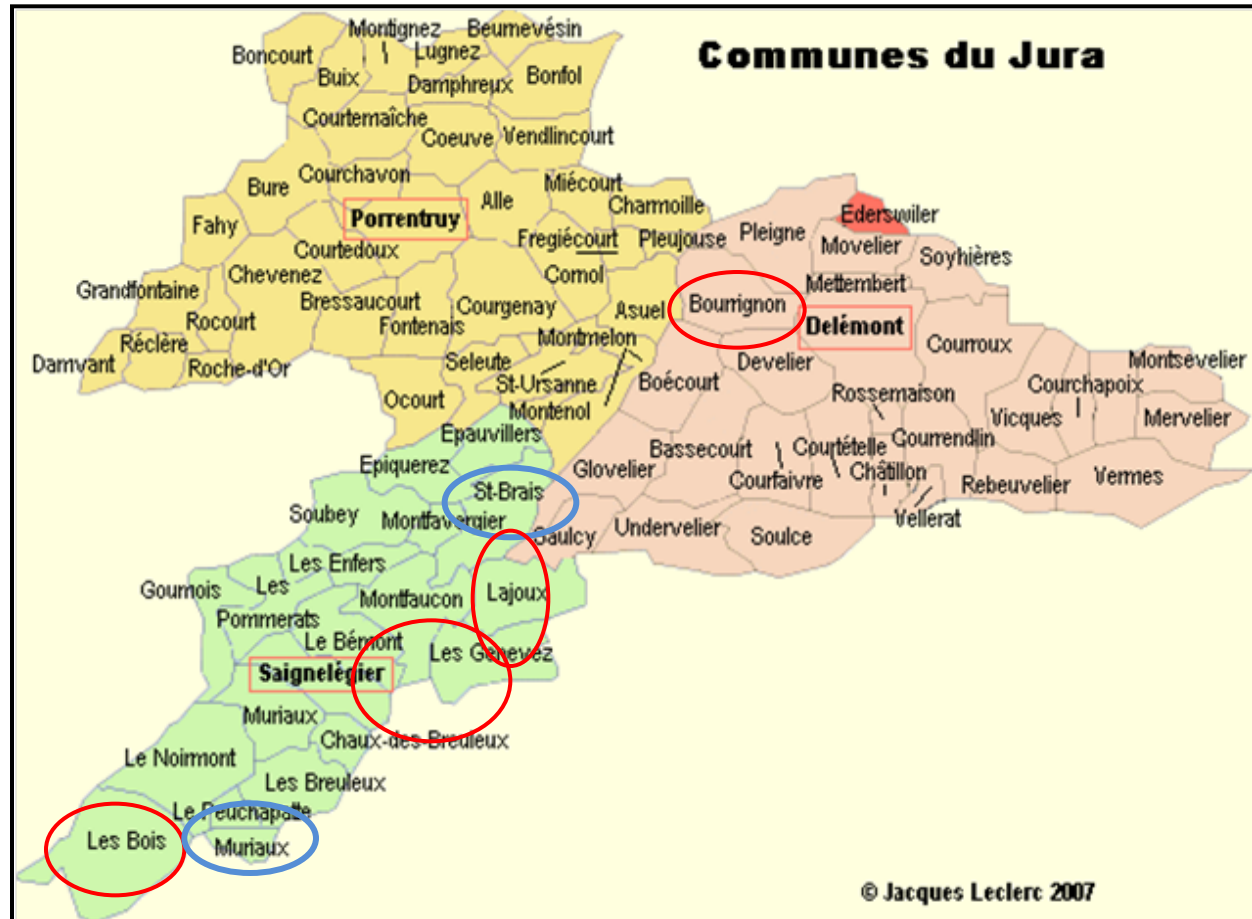 Communes du Jura
Montignez
Beurnevésin
Boncourt
Lugnez
Buix
Bonfol
Damphreux
Courtemaîche
Coeuve
Vendlincourt
Courchavon
Miécourt
Bure
Alle
Charmoille
Porrentruy
Fahy
Fregiécourt
Pleujouse
Pleigne
Ederswiler
Movelier
Soyhières
Courtedoux
Chevenez
Cornol
Mettembert
Grandfontaine
Bressaucourt
Courgenay
Asuel
Bourrignon
Rocourt
Fontenais
Delémont
Réclère
Montmelon
Courroux
Damvant
Roche-d'Or
Seleute
Develier
Montsevelier
St-Ursanne
Boécourt
Rossemaison
Courchapoix
Ocourt
Montenol
Vicques
Mervelier
Epauvillers
Bassecourt
Courtételle
Courrendlin
Epiquerez
Glovelier
Courfaivre
Châtillon
Rebeuvelier
Vermes
St-Brais
Soubey
Montfavergier
Vellerat
Saulcy
Undervelier
Soulce
Les Enfers
Goumois
Les
Pommerats
Montfaucon
Lajoux
Le Bémont
Les Genevez
Saignelégier
Muriaux
Chaux-des-Breuleux
Le Noirmont
Les Breuleux
Le Peuchapatte
Les Bois
Muriaux
© Jacques Leclerc 2007